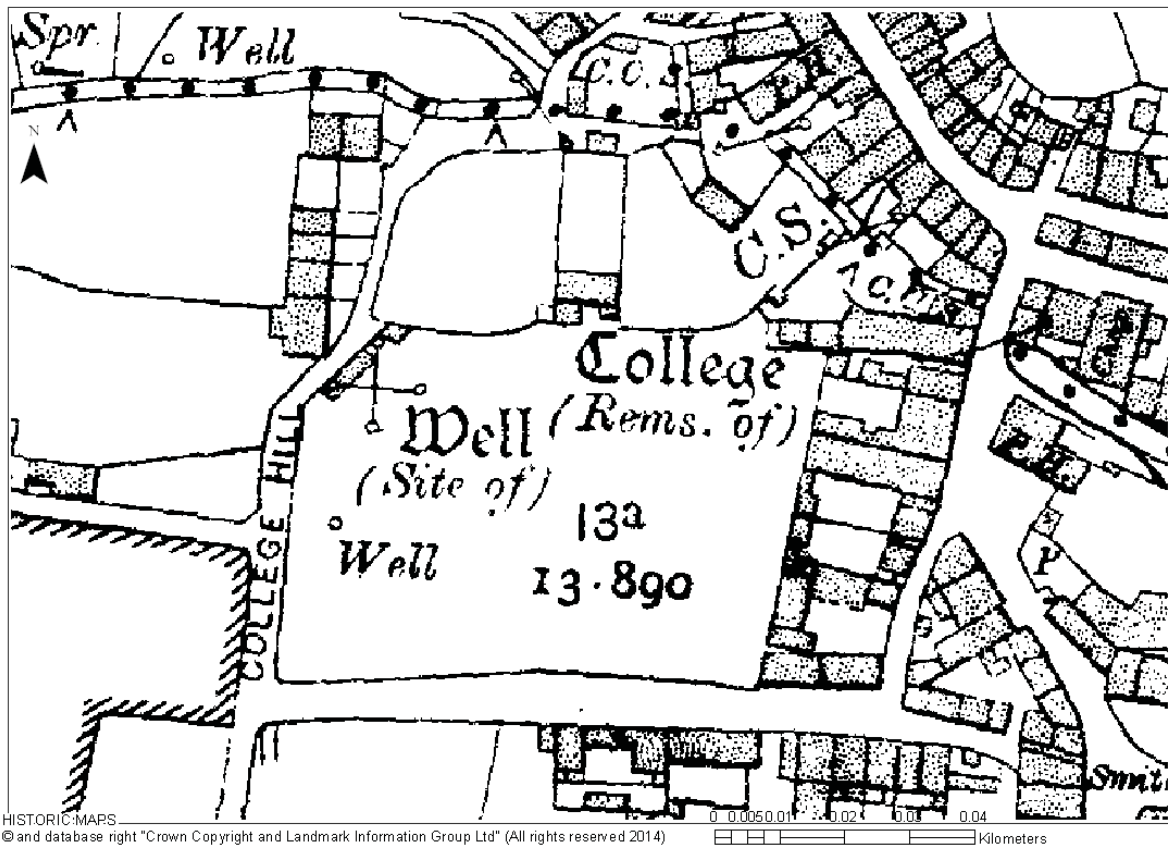 Spr
Well
C.C.S.
N
C.S.
College
(Rems. of)
Well
(Site of)
COLLEGE HILL
13a
13·890
Well
P.H.
P
Smit
HISTORIC MAPS
© and database right "Crown Copyright and Landmark Information Group Ltd" (All rights reserved 2014)
0 0.005 0.01 0.02 0.03 0.04
Kilometers